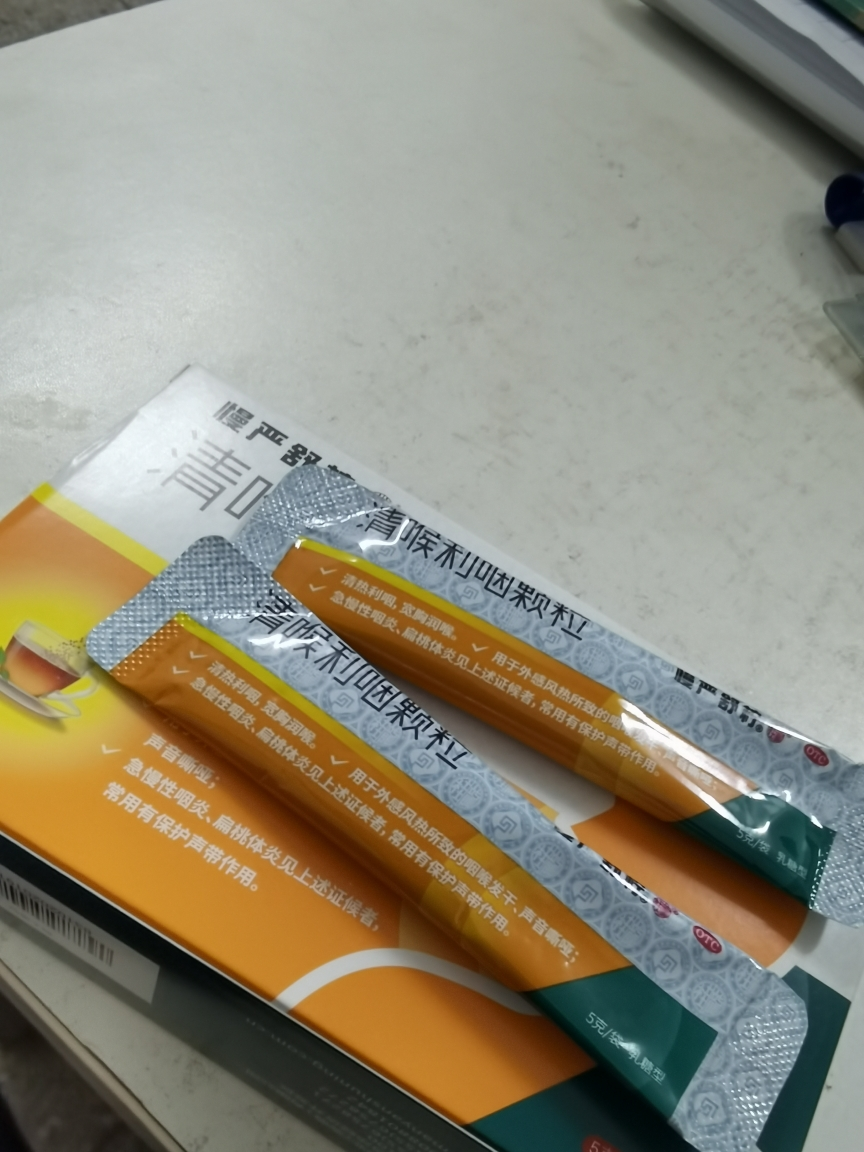 慢严舒
清
清喉利咽颗粒
清热利咽，宽胸润喉。
用于外感风热所致的咽喉发干、声音嘶哑；
急慢性咽炎、扁桃体炎见上述证候者，常用有保护声带作用。
慢严舒柠
OTC
5克/袋 乳糖型
清喉利咽颗粒
清热利咽，宽胸润喉。
用于外感风热所致的咽喉发干、声音嘶哑；
急慢性咽炎、扁桃体炎见上述证候者，常用有保护声带作用。
OTC
5克/袋 乳糖型
声音嘶哑；
急慢性咽炎、扁桃体炎见上述证候者，
常用有保护声带作用。